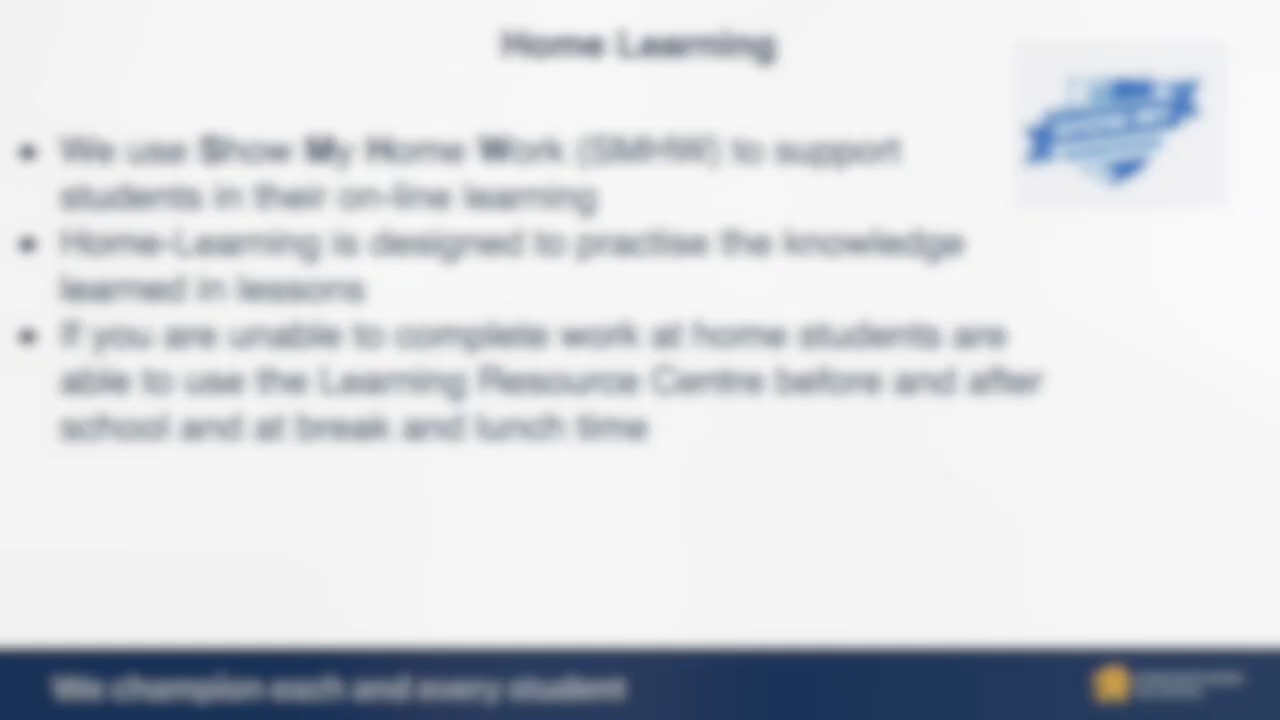 Home Learning
We use Show My Home Work (SMHW) to support
students in their on-line learning
Home-Learning is designed to practise the knowledge
learned in lessons
If you are unable to complete work at home students are
able to use the Learning Resource Centre before and after
school and at break and lunch time
We champion each and every student